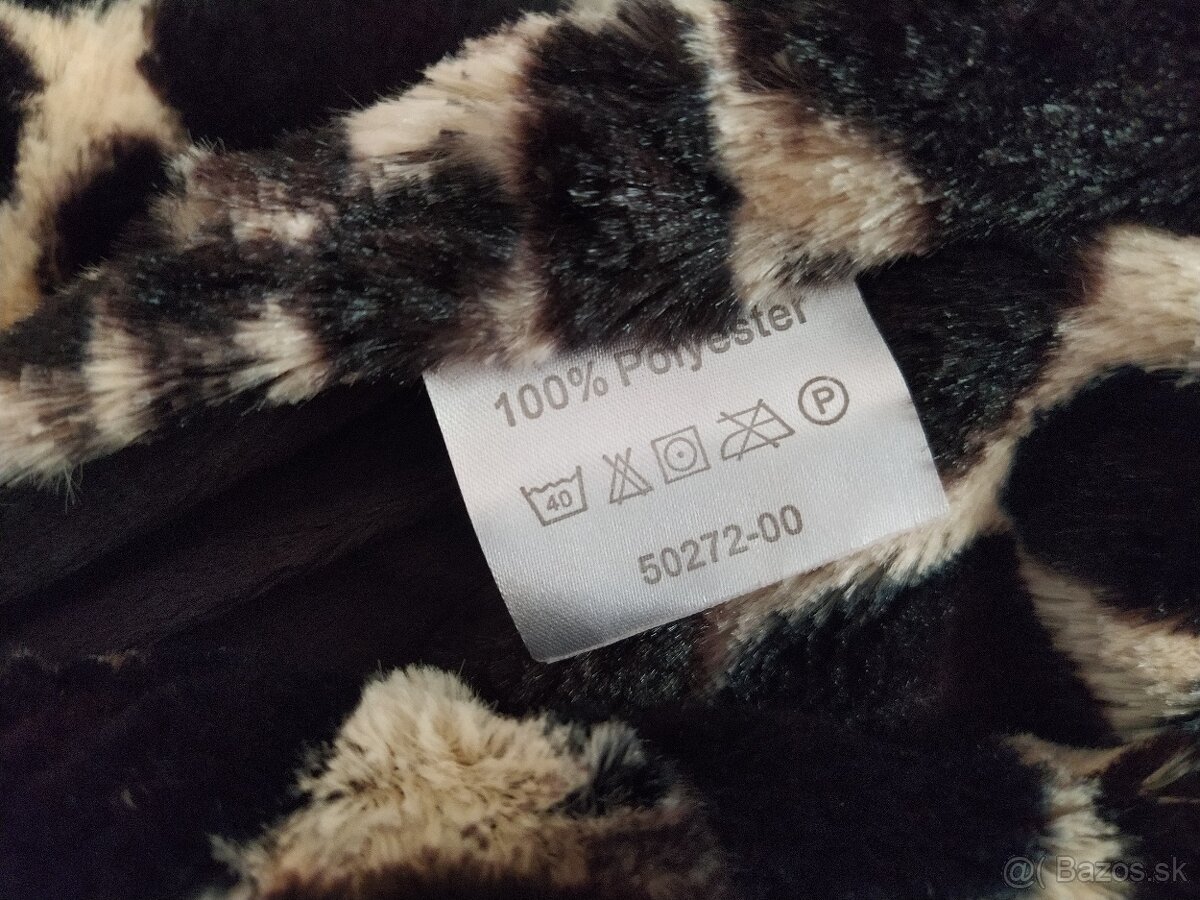 100% Polyester
40 P
50272-00
@( Bazos.sk